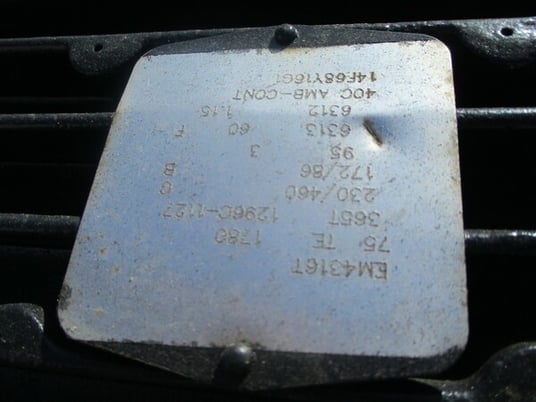 EM4316T
75 TE 1780
365T 1296C-1127
230/460 G
172/86 B
95 3
6313 60 F
6312 1.15
40C AMB-CONT
14F68Y16G1